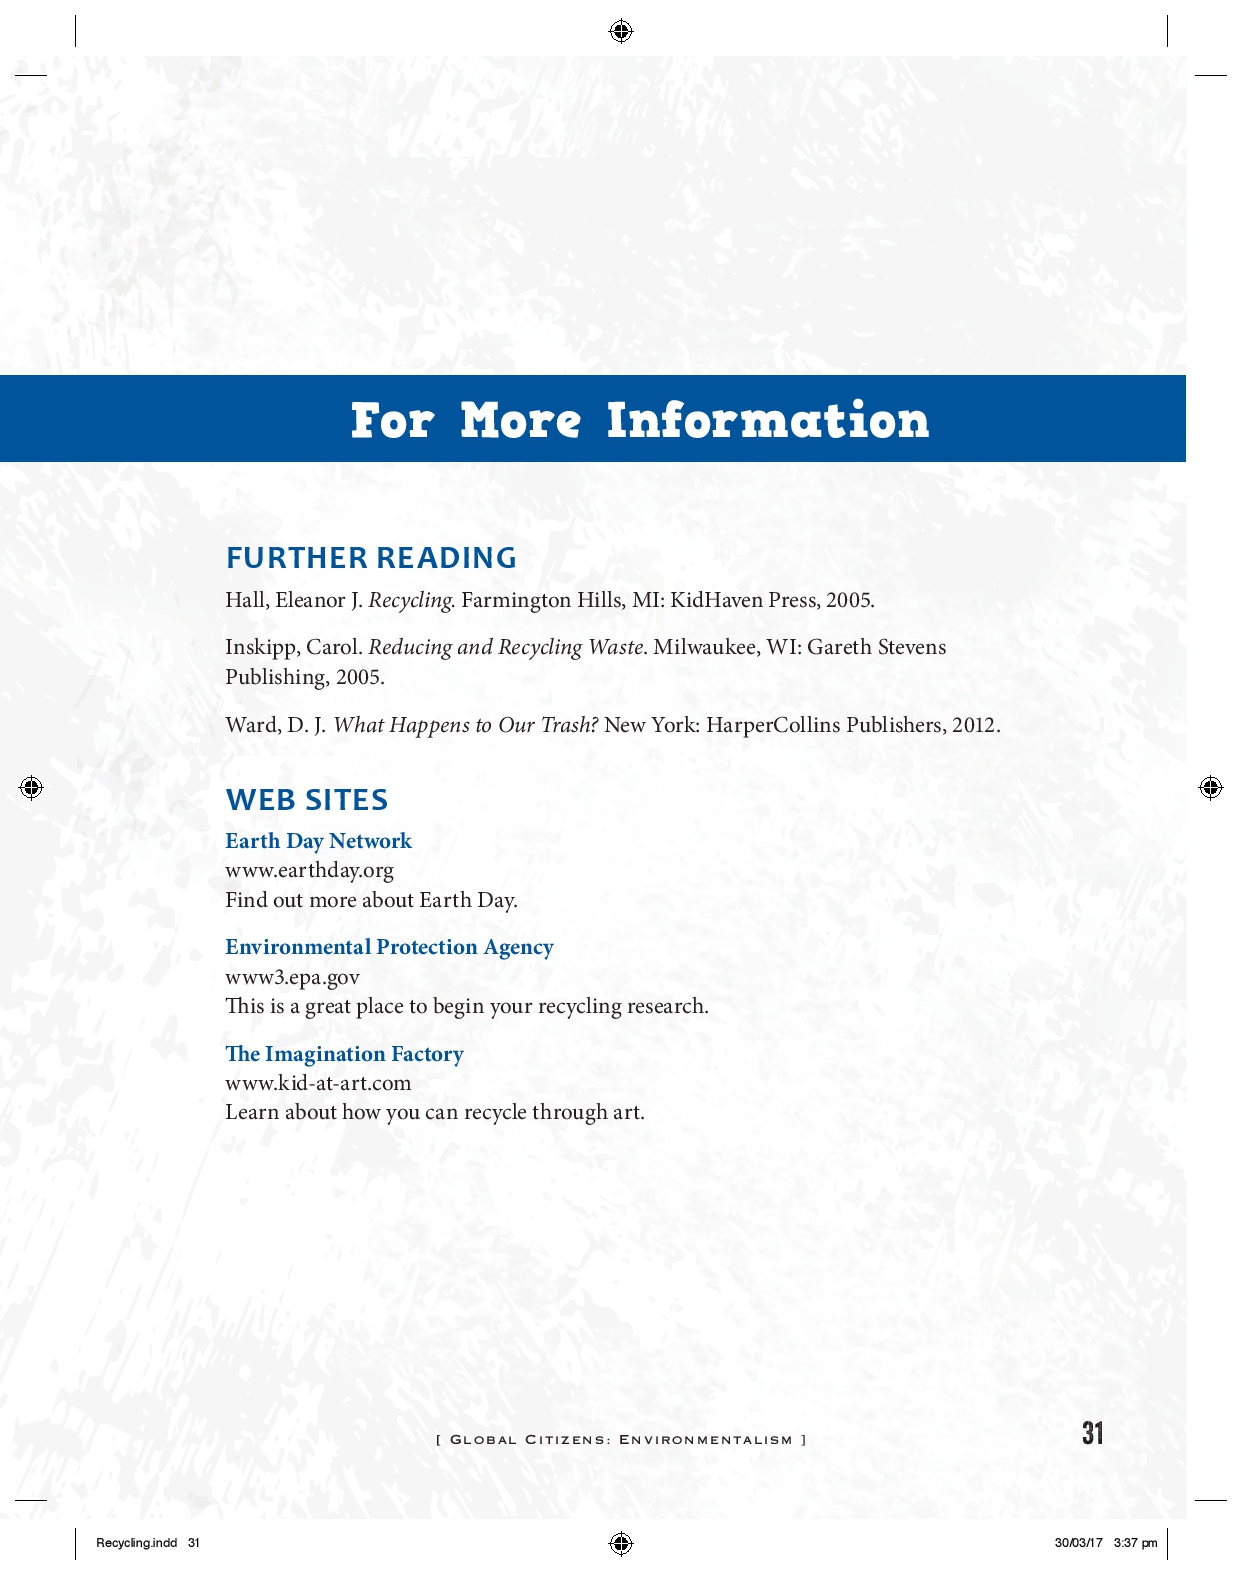 For More Information
FURTHER READING
Hall, Eleanor J. Recycling. Farmington Hills, MI: KidHaven Press, 2005.
Inskipp, Carol. Reducing and Recycling Waste. Milwaukee, WI: Gareth Stevens
Publishing, 2005.
Ward, D. J. What Happens to Our Trash? New York: HarperCollins Publishers, 2012.
WEB SITES
Earth Day Network
www.earthday.org
Find out more about Earth Day.
Environmental Protection Agency
www3.epa.gov
This is a great place to begin your recycling research.
The Imagination Factory
www.kid-at-art.com
Learn about how you can recycle through art.
[ Global Citizens: Environmentalism ] 31
Recycling.indd 31 30/03/17 3:37 pm